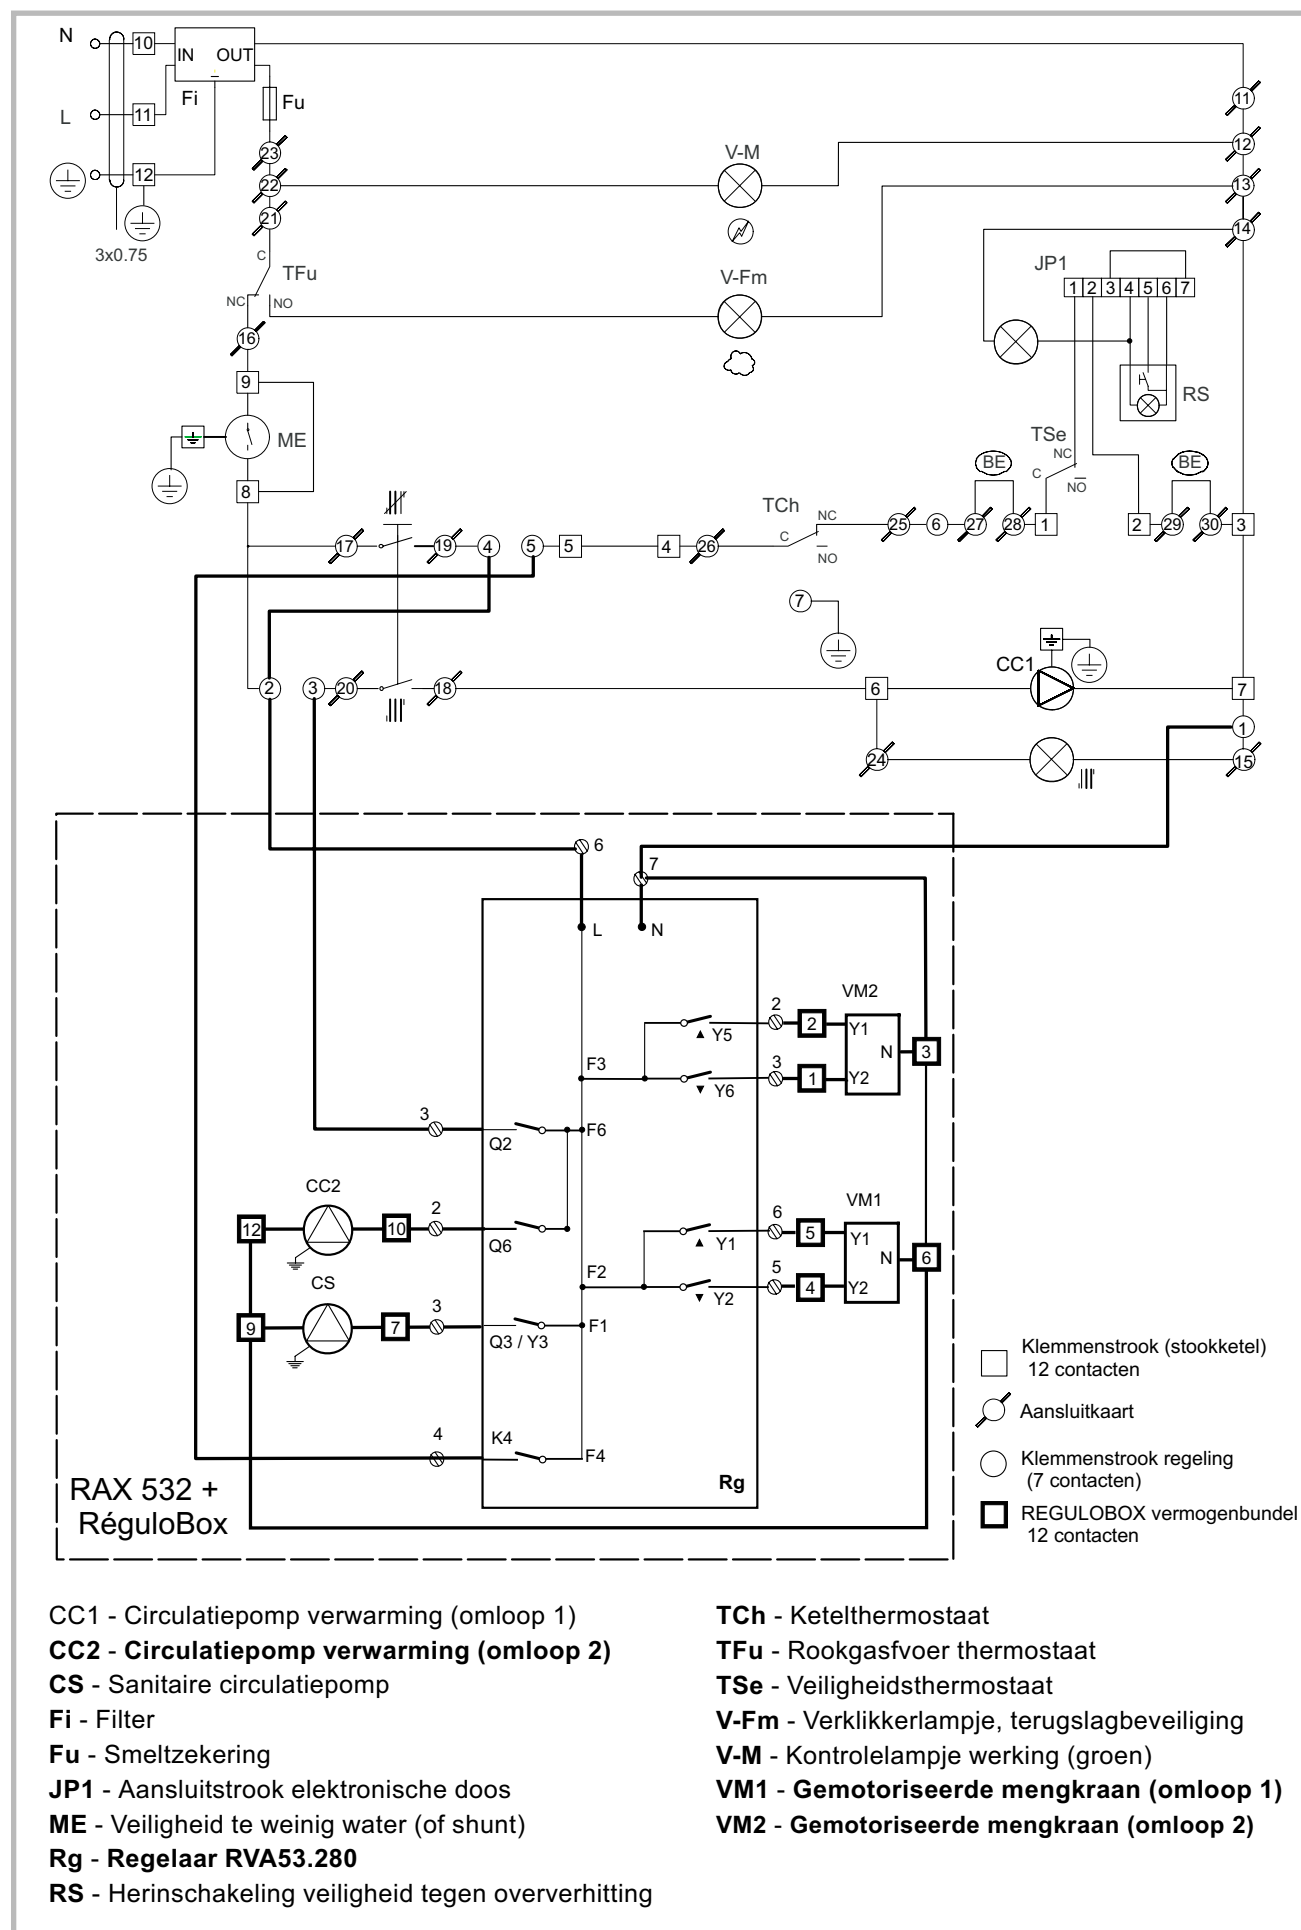 N
10
IN OUT
Fi
Fu
L
11
12
3x0.75
23
22
21
C
TFu
NC
NO
16
9
ME
8
V-M
V-Fm
11
12
13
14
JP1
1 2 3 4 5 6 7
RS
TSe
NC
C
NO
BE
BE
TCh
NC
C
NO
17
19
4
5
5
4
26
25
6
27
28
1
2
29
30
3
7
CC1
2
3
20
18
6
7
1
24
15
6
7
L
N
2
VM2
2
Y1
Y5
F3
3
N
3
1
Y2
Y6
3
Q2
F6
CC2
2
12
10
Q6
6
VM1
5
Y1
Y1
F2
5
N
6
4
Y2
Y2
CS
3
9
7
Q3 / Y3
F1
4
K4
F4
Rg
RAX 532 +
RéguloBox
Klemmenstrook (stookketel)
12 contacten
Aansluitkaart
Klemmenstrook regeling
(7 contacten)
REGULOBOX vermogenbundel
12 contacten
CC1 - Circulatiepomp verwarming (omloop 1)
CC2 - Circulatiepomp verwarming (omloop 2)
CS - Sanitaire circulatiepomp
Fi - Filter
Fu - Smeltzekering
JP1 - Aansluitstrook elektronische doos
ME - Veiligheid te weinig water (of shunt)
Rg - Regelaar RVA53.280
RS - Herinschakeling veiligheid tegen oververhitting
TCh - Ketelthermostaat
TFu - Rookgasfvoer thermostaat
TSe - Veiligheidsthermostaat
V-Fm - Verklikkerlampje, terugslagbeveiliging
V-M - Kontrolelampje werking (groen)
VM1 - Gemotoriseerde mengkraan (omloop 1)
VM2 - Gemotoriseerde mengkraan (omloop 2)